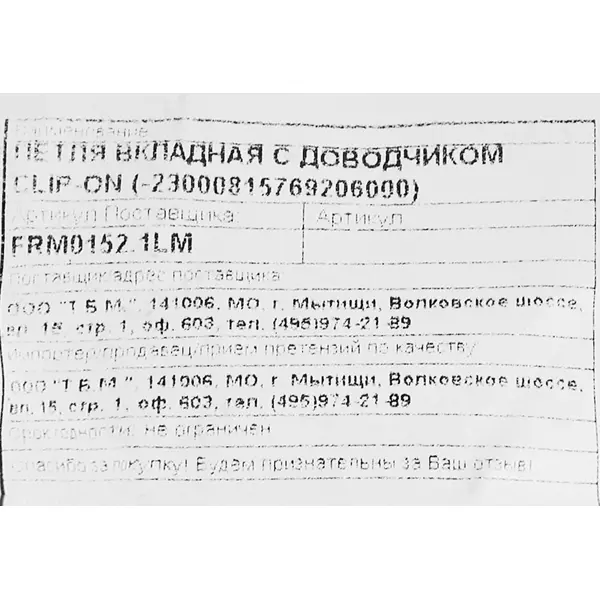 Наименование
ПЕТЛЯ ВКЛАДНАЯ С ДОВОДЧИКОМ
CLIP-ON (-23000815769206000)
Артикул Поставщика: Артикул
FRM0152.1LM
Поставщик/адрес поставщика:
ООО "Т.Б.М.", 141006, МО, г. Мытищи, Волковское шоссе,
вл. 15, стр. 1, оф. 603, тел. (495)974-21-89
Импортер/продавец/прием претензий по качеству
ООО "Т.Б.М.", 141006, МО, г. Мытищи, Волковское шоссе,
вл. 15, стр. 1, оф. 603, тел. (495)974-21-89
Срок годности: не ограничен
Спасибо за покупку! Будем признательны за Ваш отзыв!